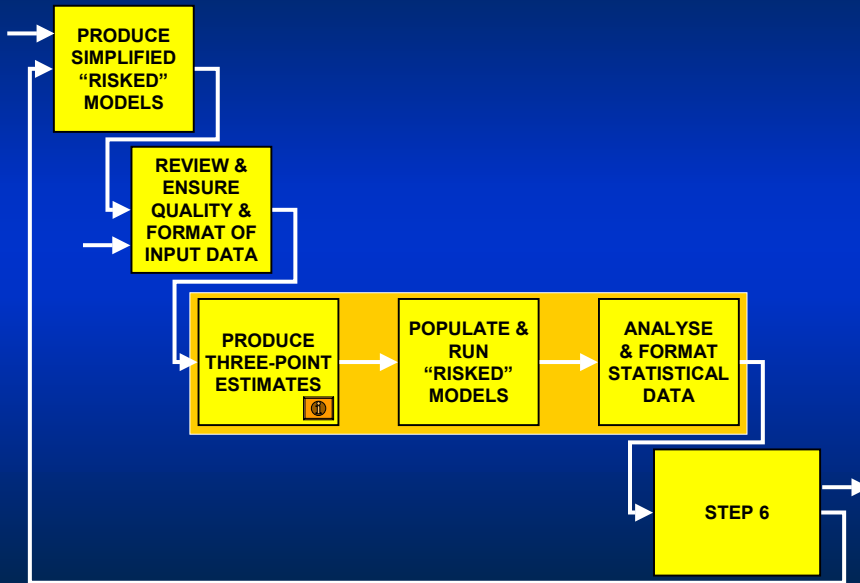 PRODUCE
SIMPLIFIED
“RISKED”
MODELS
REVIEW &
ENSURE
QUALITY &
FORMAT OF
INPUT DATA
PRODUCE
THREE-POINT
ESTIMATES
POPULATE &
RUN
“RISKED”
MODELS
ANALYSE
& FORMAT
STATISTICAL
DATA
STEP 6